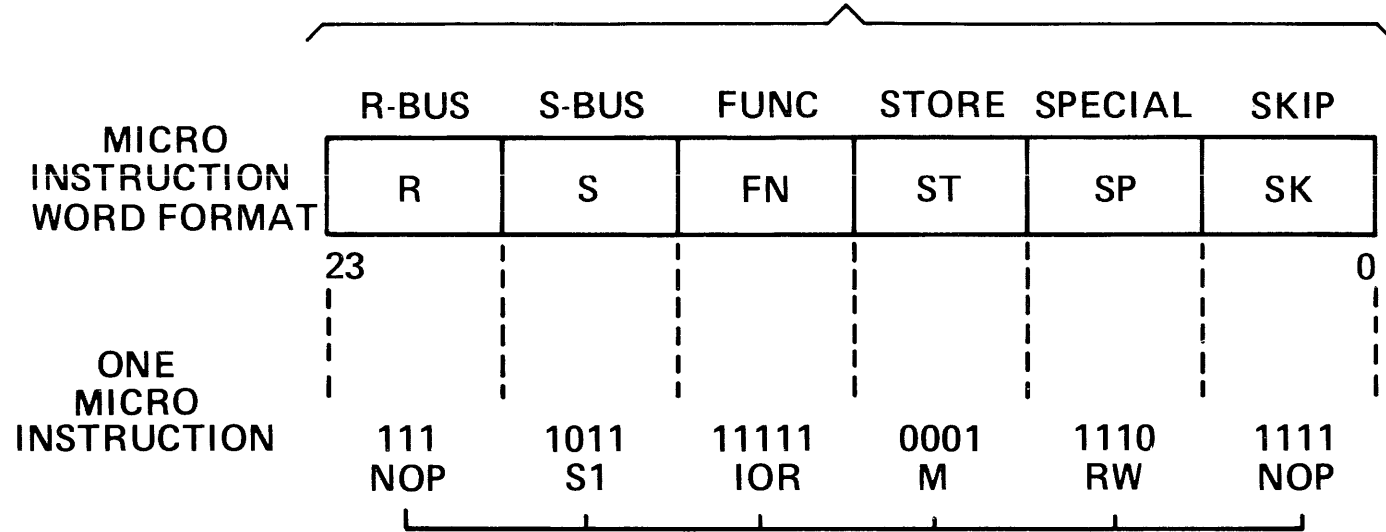 R-BUS S-BUS FUNC STORE SPECIAL SKIP
MICRO
INSTRUCTION
WORD FORMAT
R S FN ST SP SK
23 0
ONE
MICRO
INSTRUCTION
111 1011 11111 0001 1110 1111
NOP S1 IOR M RW NOP